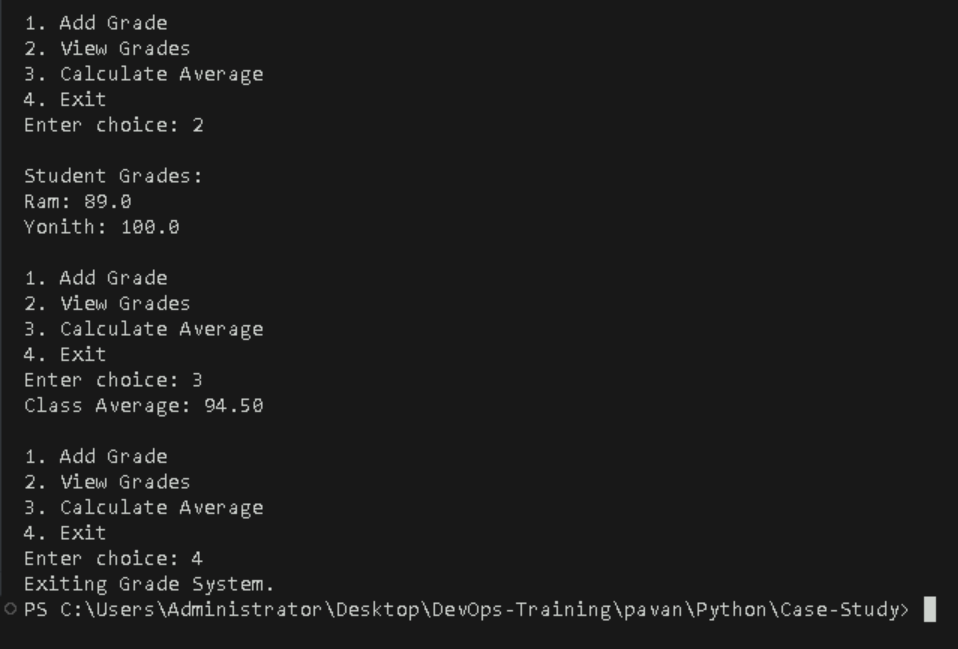 1. Add Grade
2. View Grades
3. Calculate Average
4. Exit
Enter choice: 2
Student Grades:
Ram: 89.0
Yonith: 100.0
1. Add Grade
2. View Grades
3. Calculate Average
4. Exit
Enter choice: 3
Class Average: 94.50
1. Add Grade
2. View Grades
3. Calculate Average
4. Exit
Enter choice: 4
Exiting Grade System.
PS C:\Users\Administrator\Desktop\DevOps-Training\pavan\Python\Case-Study>